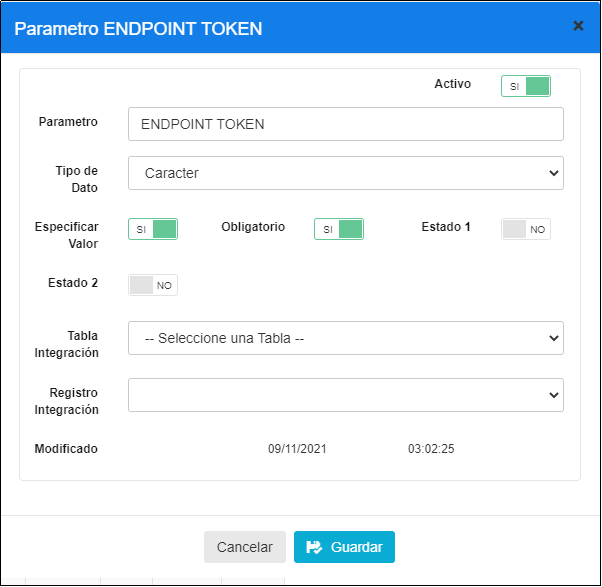 Parametro ENDPOINT TOKEN ×
Activo SI
Parametro ENDPOINT TOKEN
Tipo de Dato Caracter
Especificar Valor SI Obligatorio SI Estado 1 NO
Estado 2 NO
Tabla Integración -- Seleccione una Tabla --
Registro Integración
Modificado 09/11/2021 03:02:25
Cancelar Guardar